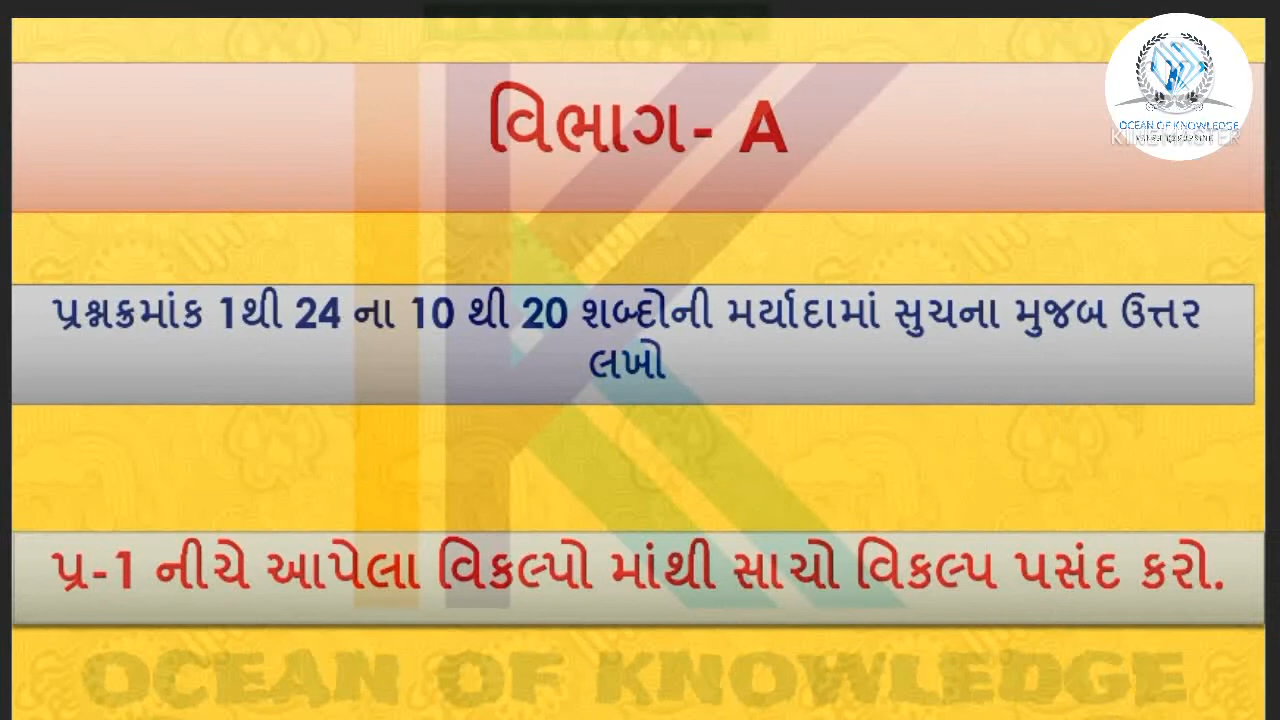 વિભાગ- A
OCEAN OF KNOWLEDGE
KINEMASTER
પ્રશ્નક્રમાંક 1થી 24 ના 10 થી 20 શબ્દોની મર્યાદામાં સુચના મુજબ ઉત્તર
લખો
પ્ર-1 નીચે આપેલા વિકલ્પો માંથી સાચો વિકલ્પ પસંદ કરો.
OCEAN OF KNOWLEDGE